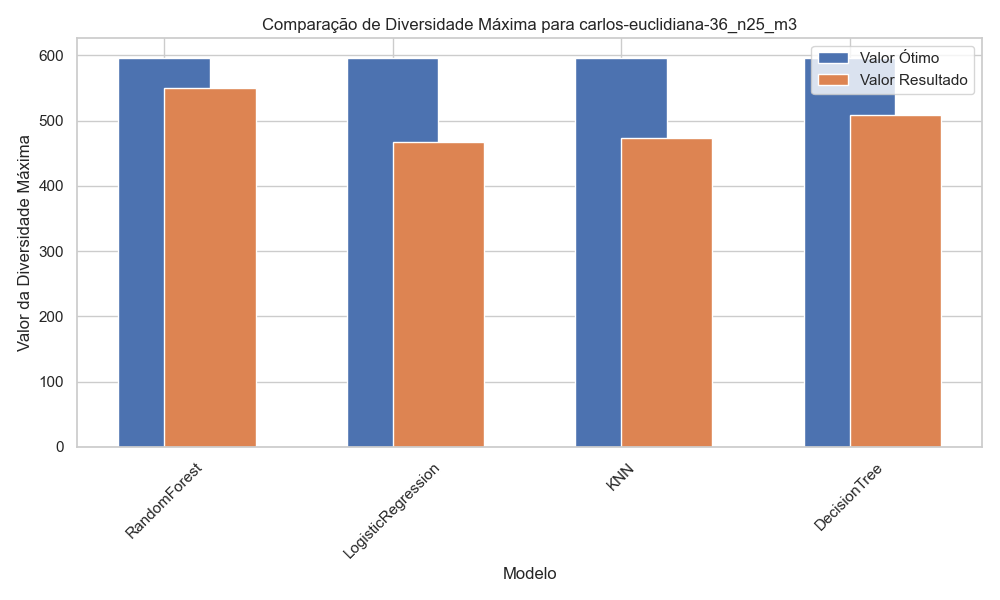 Comparação de Diversidade Máxima para carlos-euclidiana-36_n25_m3
Valor Ótimo
Valor Resultado
Valor da Diversidade Máxima
600
500
400
300
200
100
0
RandomForest
LogisticRegression
KNN
DecisionTree
Modelo